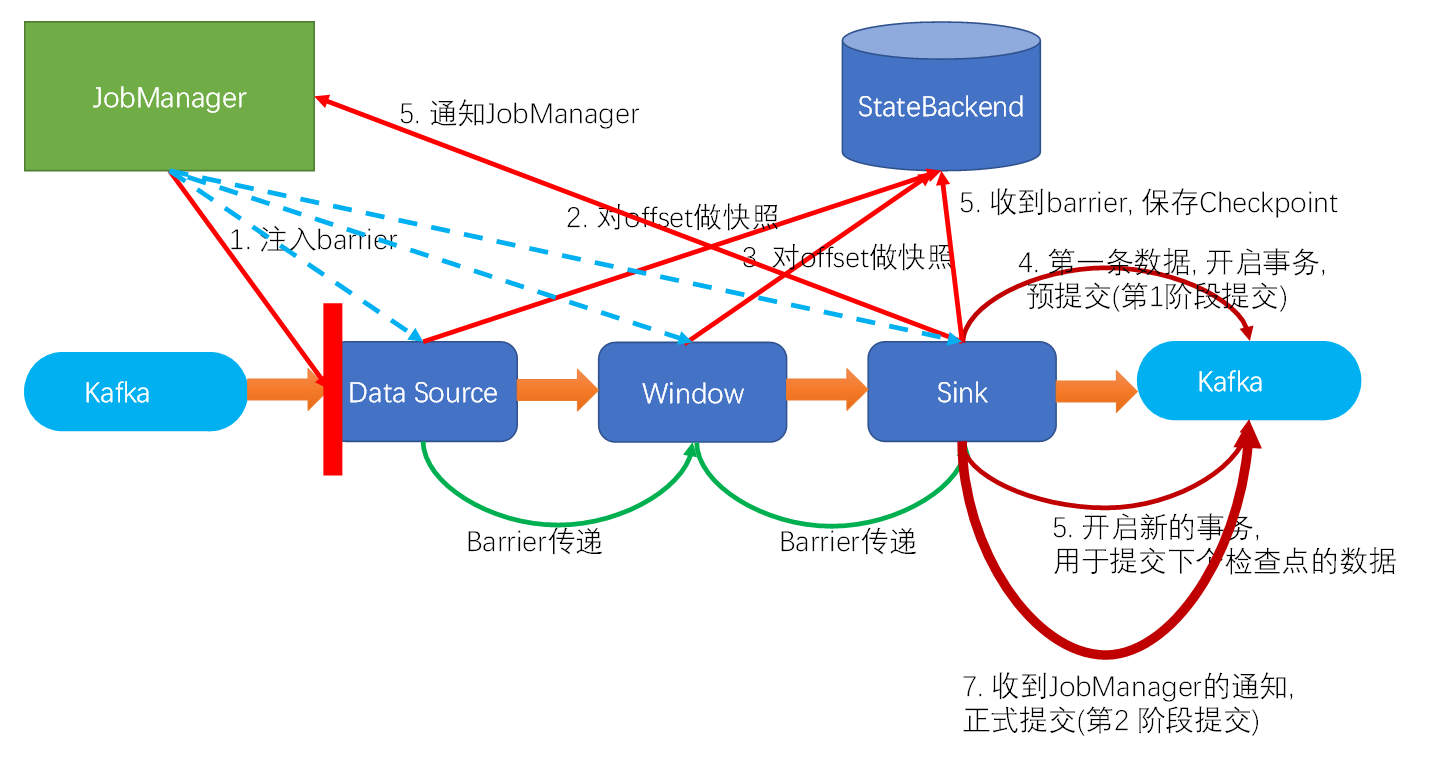 JobManager
StateBackend
5. 通知JobManager
5. 收到barrier, 保存Checkpoint
2. 对offset做快照
1. 注入barrier
3. 对offset做快照
4. 第一条数据, 开启事务,
预提交(第1阶段提交)
Kafka
Data Source
Window
Sink
Kafka
Barrier传递
Barrier传递
5. 开启新的事务,
用于提交下个检查点的数据
7. 收到JobManager的通知,
正式提交(第2 阶段提交)